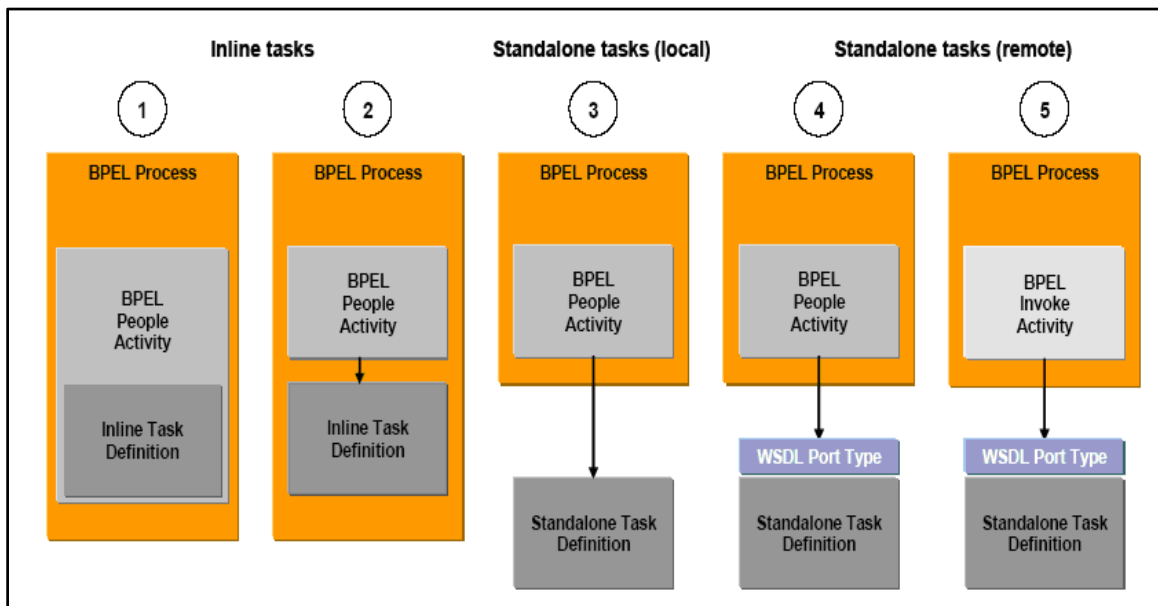 Inline tasks
Standalone tasks (local)
Standalone tasks (remote)
1
2
3
4
5
BPEL Process
BPEL Process
BPEL Process
BPEL Process
BPEL Process
BPEL
People
Activity
BPEL
People
Activity
BPEL
People
Activity
BPEL
People
Activity
BPEL
Invoke
Activity
Inline Task
Definition
Inline Task
Definition
WSDL Port Type
WSDL Port Type
Standalone Task
Definition
Standalone Task
Definition
Standalone Task
Definition